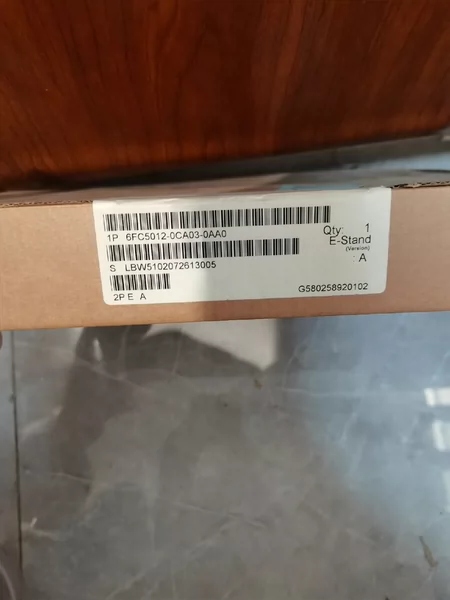 1P 6FC5012-0CA03-0AA0
Qty: 1
E-Stand
(Version)
: A
S LBW5102072613005
2P E A
G580258920102